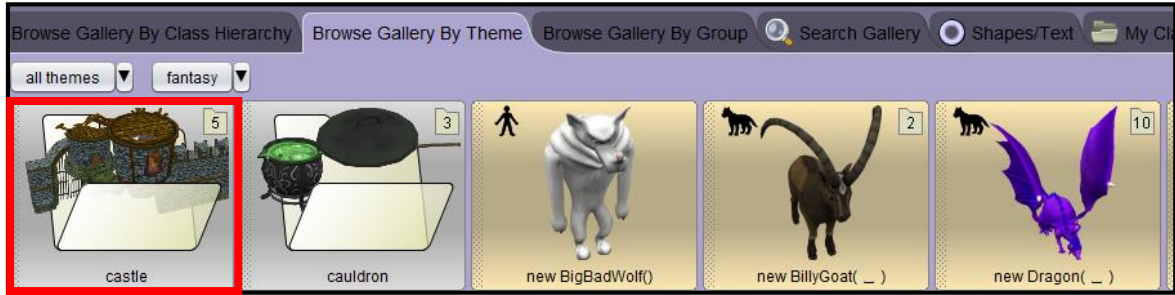 Browse Gallery By Class Hierarchy Browse Gallery By Theme Browse Gallery By Group Search Gallery Shapes/Text My Cla
all themes fantasy
5 3 2 10
castle cauldron new BigBadWolf() new BillyGoat( _ ) new Dragon( _ )